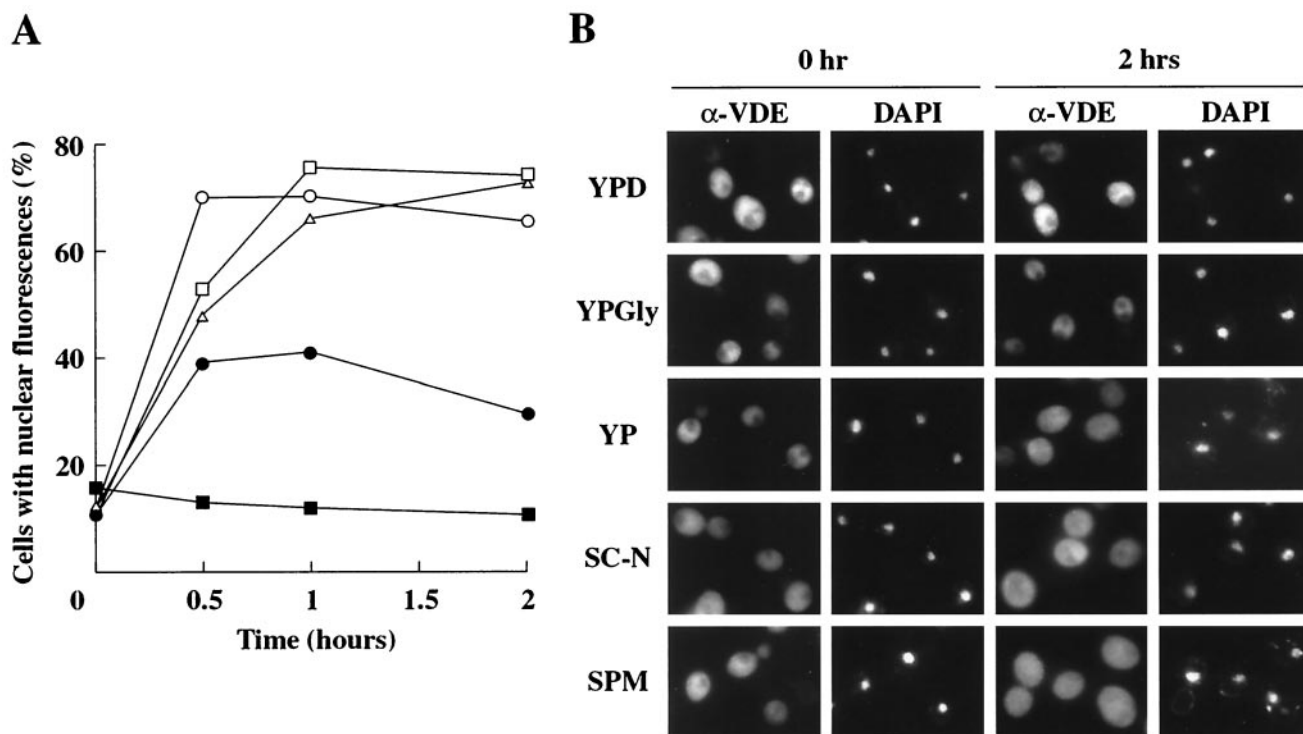 A
Cells with nuclear fluorescences (%)
80
60
40
20
0
0.5
1
1.5
2
Time (hours)
B
0 hr
2 hrs
α-VDE
DAPI
α-VDE
DAPI
YPD
YPGly
YP
SC-N
SPM